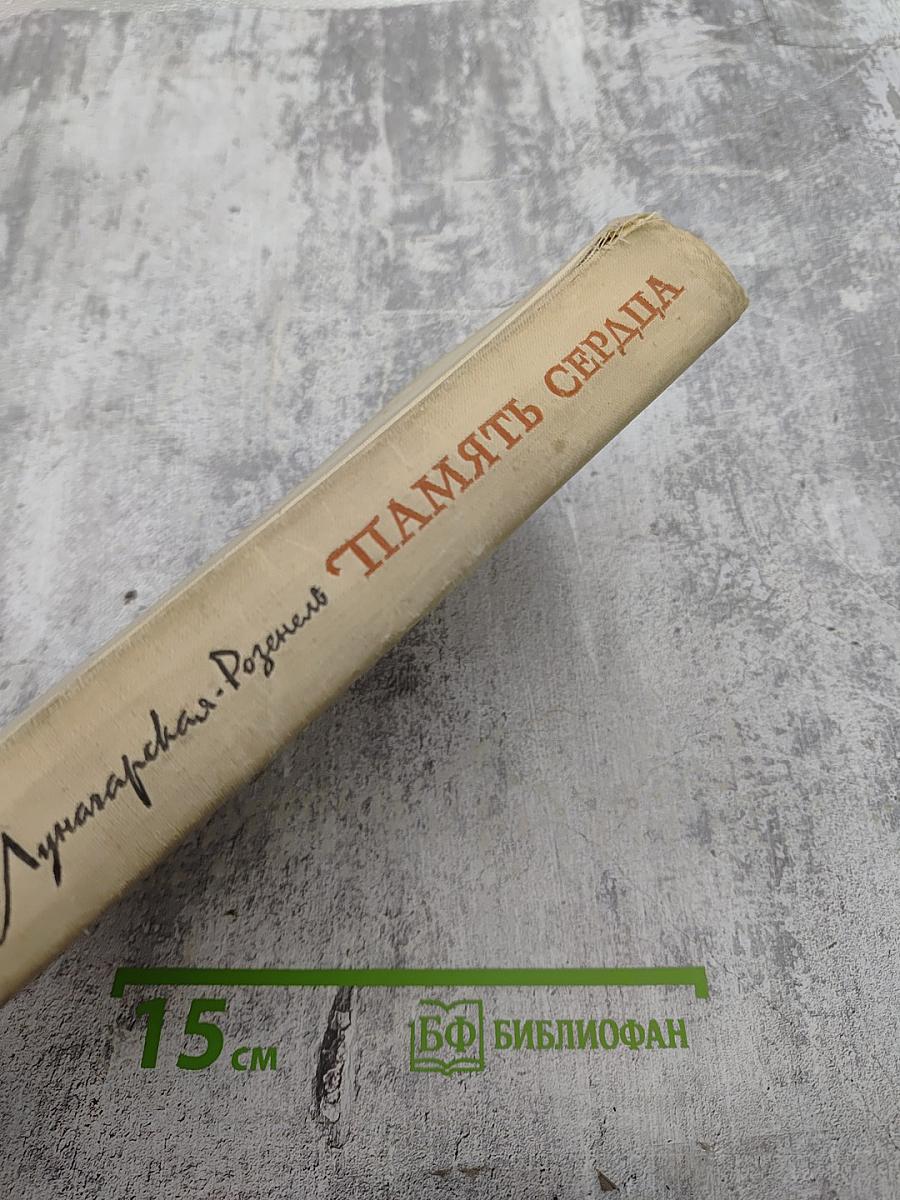 Луначарская-Розенель ПАМЯТЬ СЕРДЦА
15 см
БФ БИБЛИОФАН